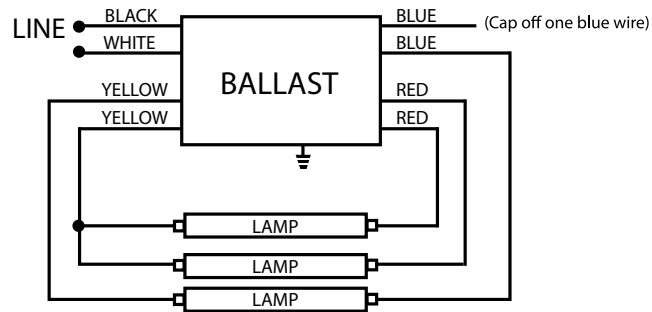 LINE
BLACK
WHITE
YELLOW
YELLOW
BALLAST
BLUE
(Cap off one blue wire)
BLUE
RED
RED
LAMP
LAMP
LAMP